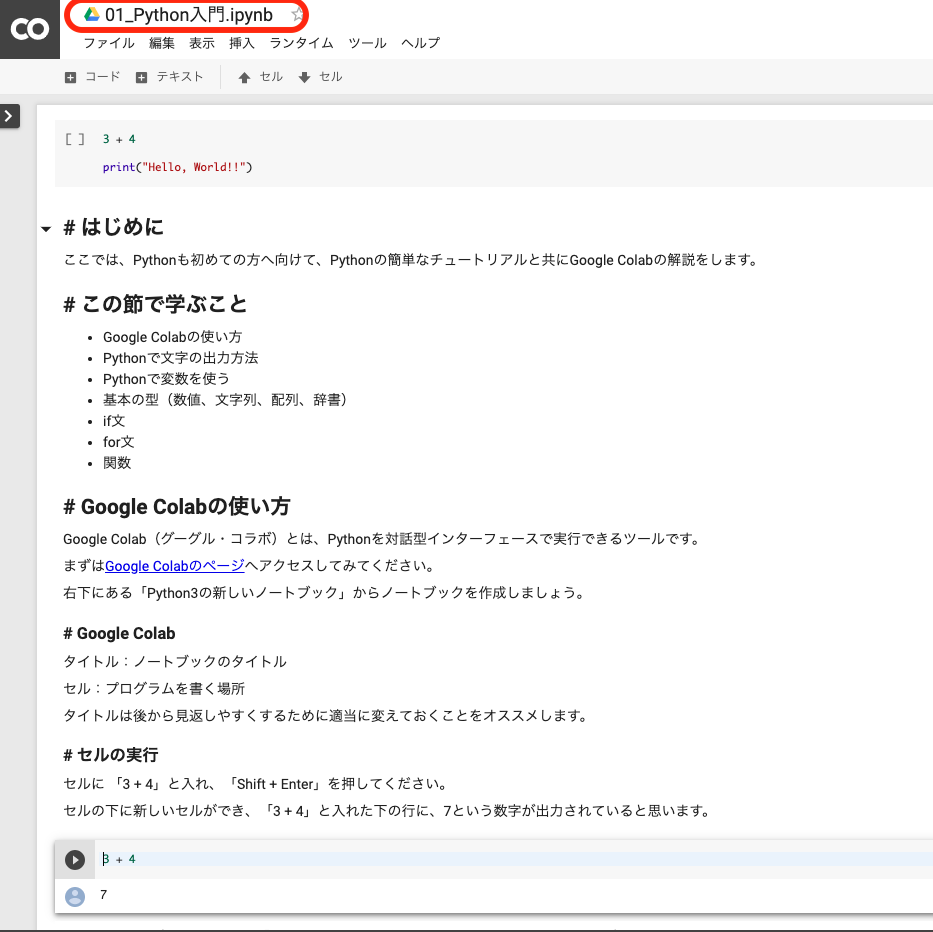 CO
01_Python入門.ipynb
ファイル 編集 表示 挿入 ランタイム ツール ヘルプ
コード テキスト セル セル
[ ] 3 + 4
print("Hello, World!!")
# はじめに
ここでは、Pythonも初めての方へ向けて、Pythonの簡単なチュートリアルと共にGoogle Colabの解説をします。
# この節で学ぶこと
• Google Colabの使い方
• Pythonで文字の出力方法
• Pythonで変数を使う
• 基本の型（数値、文字列、配列、辞書）
• if文
• for文
• 関数
# Google Colabの使い方
Google Colab（グーグル・コラボ）とは、Pythonを対話型インターフェースで実行できるツールです。
まずはGoogle Colabのページへアクセスしてみてください。
右下にある「Python3の新しいノートブック」からノートブックを作成しましょう。
# Google Colab
タイトル：ノートブックのタイトル
セル：プログラムを書く場所
タイトルは後から見返しやすくするために適当に変えておくことをオススメします。
# セルの実行
セルに 「3 + 4」と入れ、「Shift + Enter」を押してください。
セルの下に新しいセルができ、「3 + 4」と入れた下の行に、7という数字が出力されていると思います。
3 + 4
7